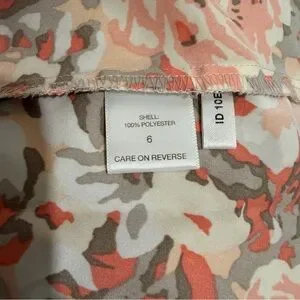 SHELL:
100% POLYESTER
6
CARE ON REVERSE
ID 10E